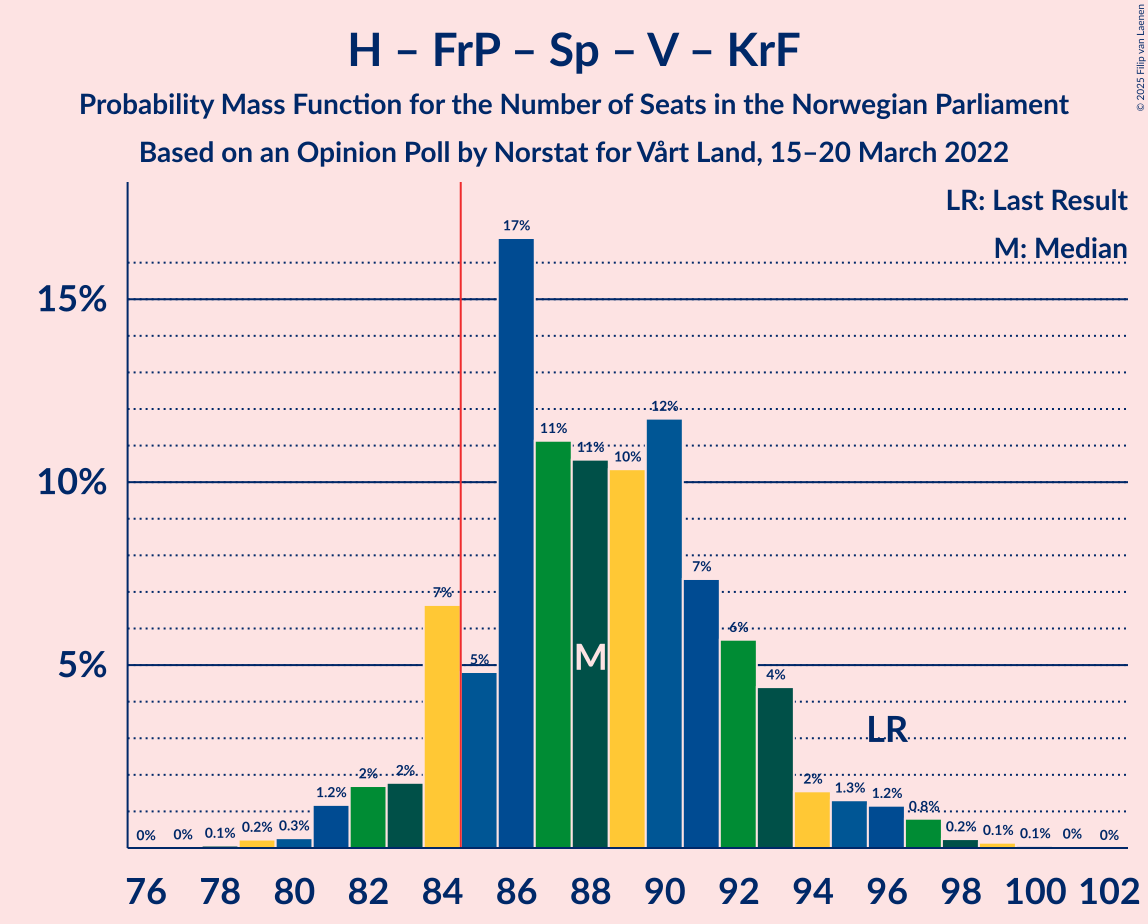 H – FrP – Sp – V – KrF
Probability Mass Function for the Number of Seats in the Norwegian Parliament
Based on an Opinion Poll by Norstat for Vårt Land, 15–20 March 2022
© 2025 Filip van Laenen
LR: Last Result
M: Median
15%
10%
5%
0% 0% 0.1% 0.2% 0.3% 1.2% 2% 2% 7% 5% 17% 11% 11% 10% 12% 7% 6% 4% 2% 1.3% 1.2% 0.8% 0.2% 0.1% 0.1% 0% 0%
M
LR
76 78 80 82 84 86 88 90 92 94 96 98 100 102